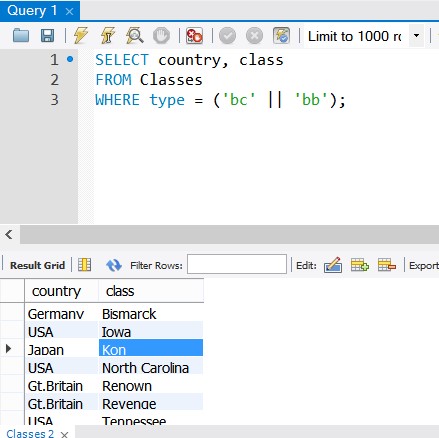 Query 1 ×
Limit to 1000 rc
1 SELECT country, class
2 FROM Classes
3 WHERE type = ('bc' || 'bb');
Result Grid Filter Rows: Edit: Export
country class
Germany Bismarck
USA Iowa
Japan Kon
USA North Carolina
Gt.Britain Renown
Gt.Britain Revenge
USA Tennessee
Classes 2 ×